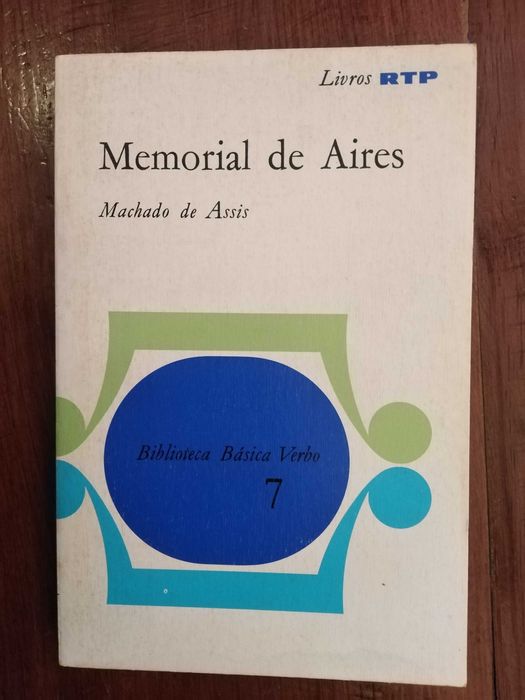 Livros RTP
Memorial de Aires
Machado de Assis
Biblioteca Básica Verbo
7